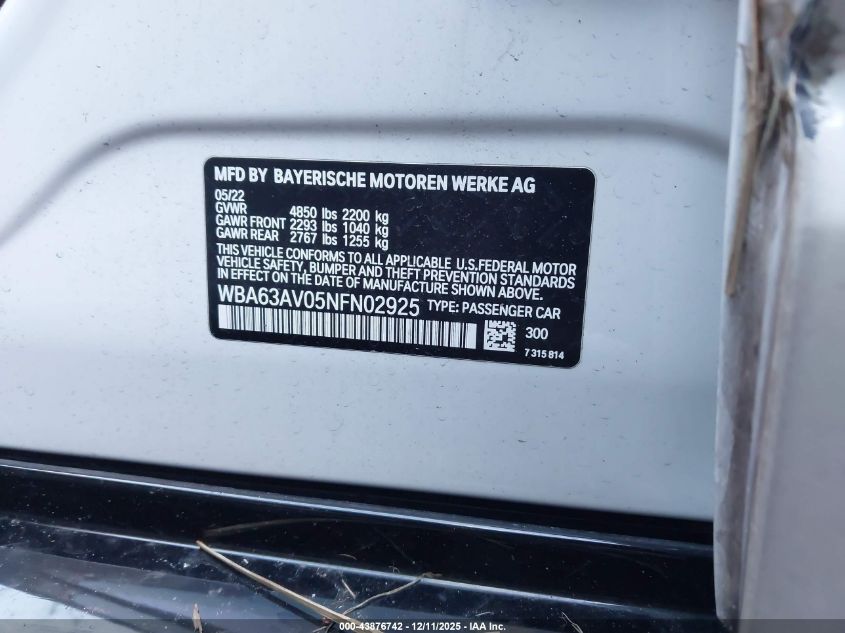 MFD BY BAYERISCHE MOTOREN WERKE AG
05/22
GVWR 4850 lbs 2200 kg
GAWR FRONT 2293 lbs 1040 kg
GAWR REAR 2767 lbs 1255 kg
THIS VEHICLE CONFORMS TO ALL APPLICABLE U.S.FEDERAL MOTOR
VEHICLE SAFETY, BUMPER AND THEFT PREVENTION STANDARDS
IN EFFECT ON THE DATE OF MANUFACTURE SHOWN ABOVE.
WBA63AV05NFN02925 TYPE: PASSENGER CAR
300
7 315 814
000-43876742 - 12/11/2025 - IAA Inc.